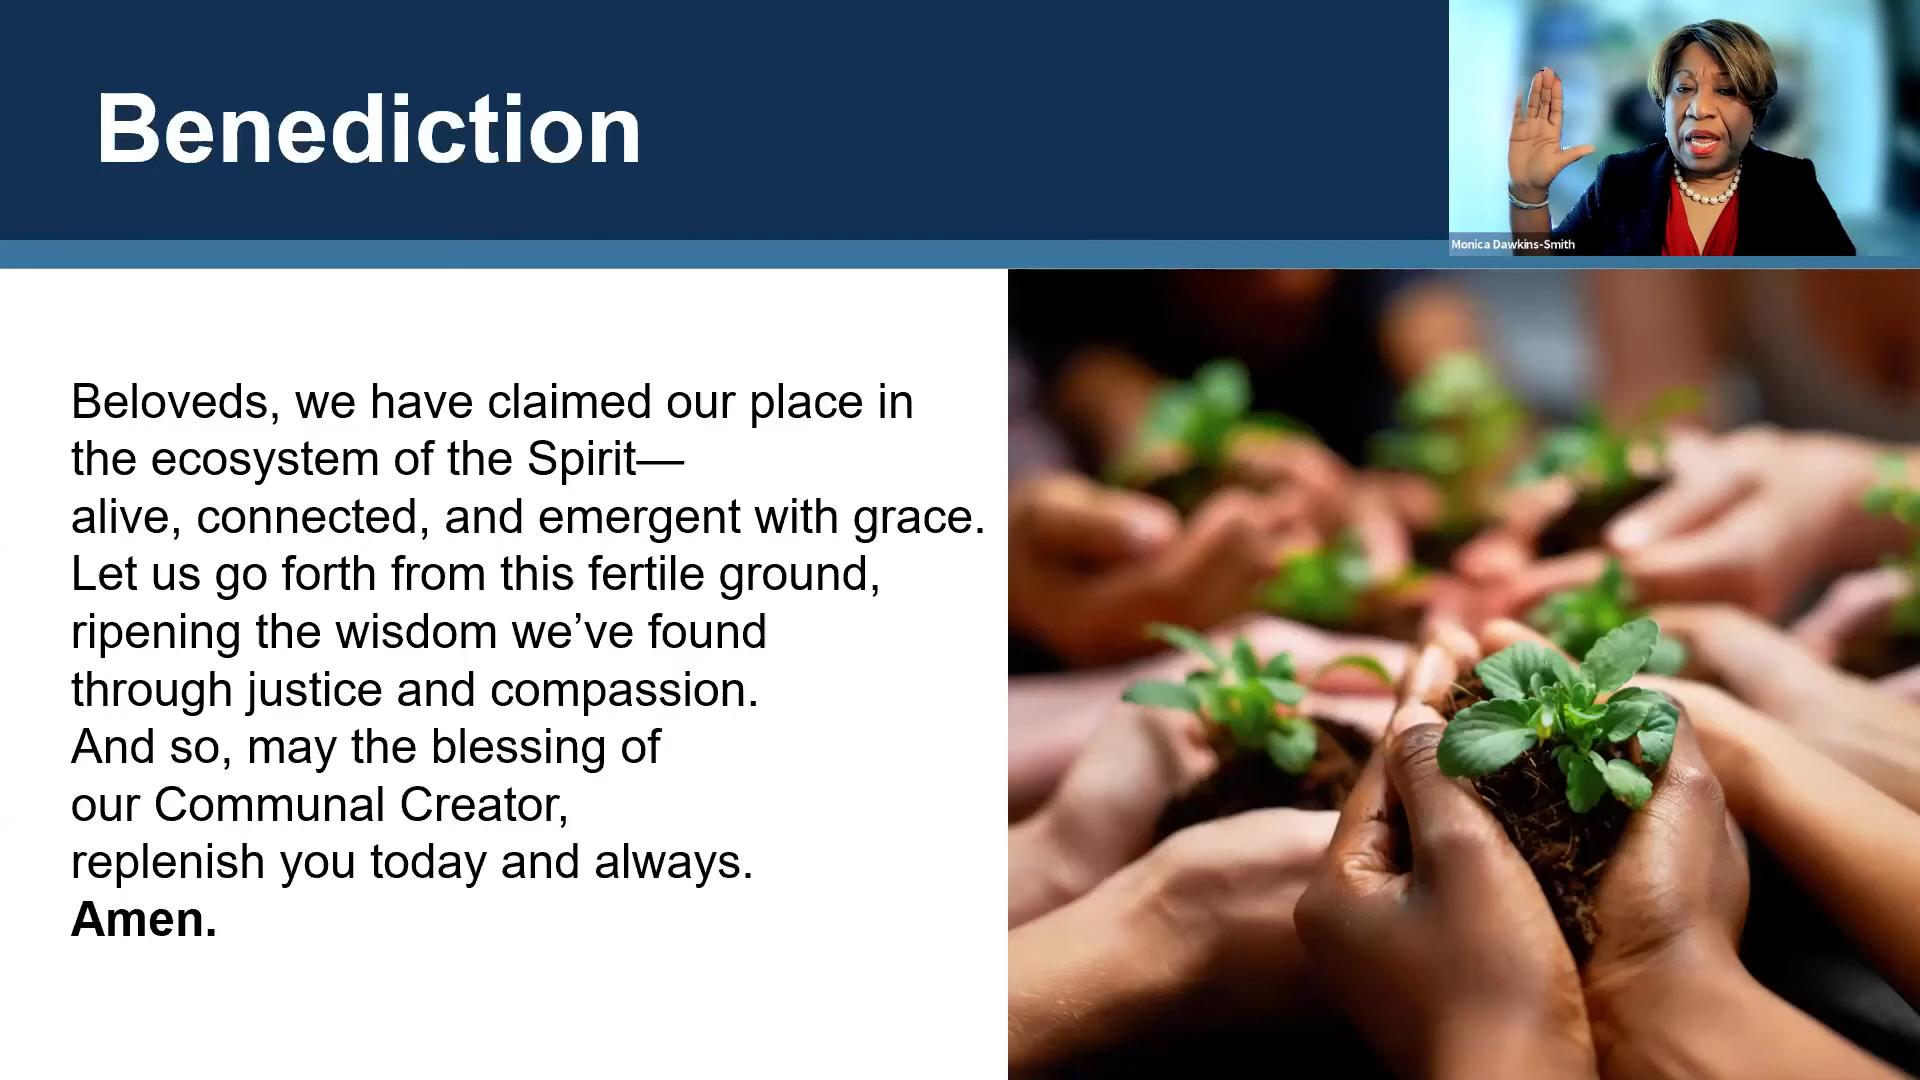 Benediction
Monica Dawkins-Smith
Beloveds, we have claimed our place in
the ecosystem of the Spirit—
alive, connected, and emergent with grace.
Let us go forth from this fertile ground,
ripening the wisdom we’ve found
through justice and compassion.
And so, may the blessing of
our Communal Creator,
replenish you today and always.
Amen.